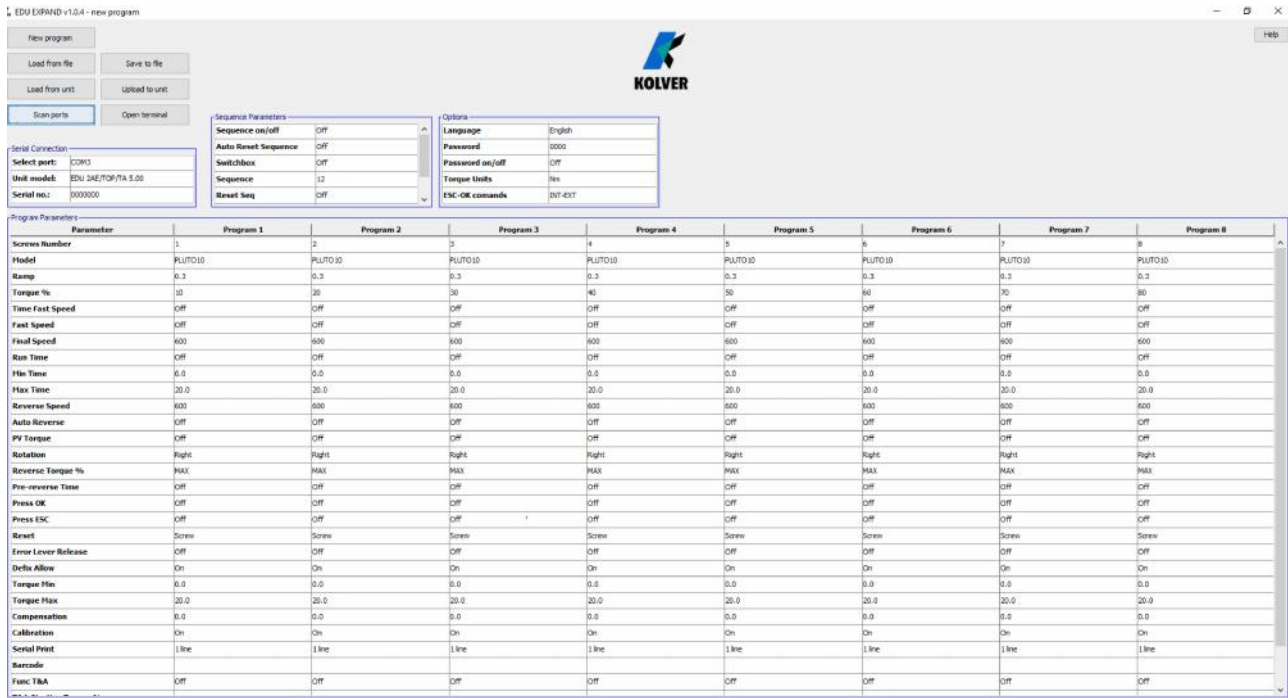 EDU EXPAND v1.0.4 - new program
New program
Help
Load from file Save to file
Load from unit Upload to unit
KOLVER
Scan ports Open terminal
Sequence Parameters
Sequence on/off Off
Auto Reset Sequence Off
Switchbox Off
Sequence 12
Reset Seq Off
Options
Language English
Password 0000
Password on/off Off
Torque Units Nm
ESC-OK comands INT-EXT
Serial Connection
Select port: COM3
Unit model: EDU 2AE/TOP/TA 5.00
Serial no.: 0000000
Program Parameters
Parameter Program 1 Program 2 Program 3 Program 4 Program 5 Program 6 Program 7 Program 8
Screws Number 1 2 3 4 5 6 7 8
Model PLUTO10 PLUTO10 PLUTO10 PLUTO10 PLUTO10 PLUTO10 PLUTO10 PLUTO10
Ramp 0.3 0.3 0.3 0.3 0.3 0.3 0.3 0.3
Torque % 10 20 30 40 50 60 70 80
Time Fast Speed Off Off Off Off Off Off Off Off
Fast Speed Off Off Off Off Off Off Off Off
Final Speed 600 600 600 600 600 600 600 600
Run Time Off Off Off Off Off Off Off Off
Min Time 0.0 0.0 0.0 0.0 0.0 0.0 0.0 0.0
Max Time 20.0 20.0 20.0 20.0 20.0 20.0 20.0 20.0
Reverse Speed 600 600 600 600 600 600 600 600
Auto Reverse Off Off Off Off Off Off Off Off
PV Torque Off Off Off Off Off Off Off Off
Rotation Right Right Right Right Right Right Right Right
Reverse Torque % MAX MAX MAX MAX MAX MAX MAX MAX
Pre-reverse Time Off Off Off Off Off Off Off Off
Press OK Off Off Off Off Off Off Off Off
Press ESC Off Off Off Off Off Off Off Off
Reset Screw Screw Screw Screw Screw Screw Screw Screw
Error Lever Release Off Off Off Off Off Off Off Off
Defix Allow On On On On On On On On
Torque Min 0.0 0.0 0.0 0.0 0.0 0.0 0.0 0.0
Torque Max 20.0 20.0 20.0 20.0 20.0 20.0 20.0 20.0
Compensation 0.0 0.0 0.0 0.0 0.0 0.0 0.0 0.0
Calibration On On On On On On On On
Serial Print 1 line 1 line 1 line 1 line 1 line 1 line 1 line 1 line
Barcode
Func T&A Off Off Off Off Off Off Off Off